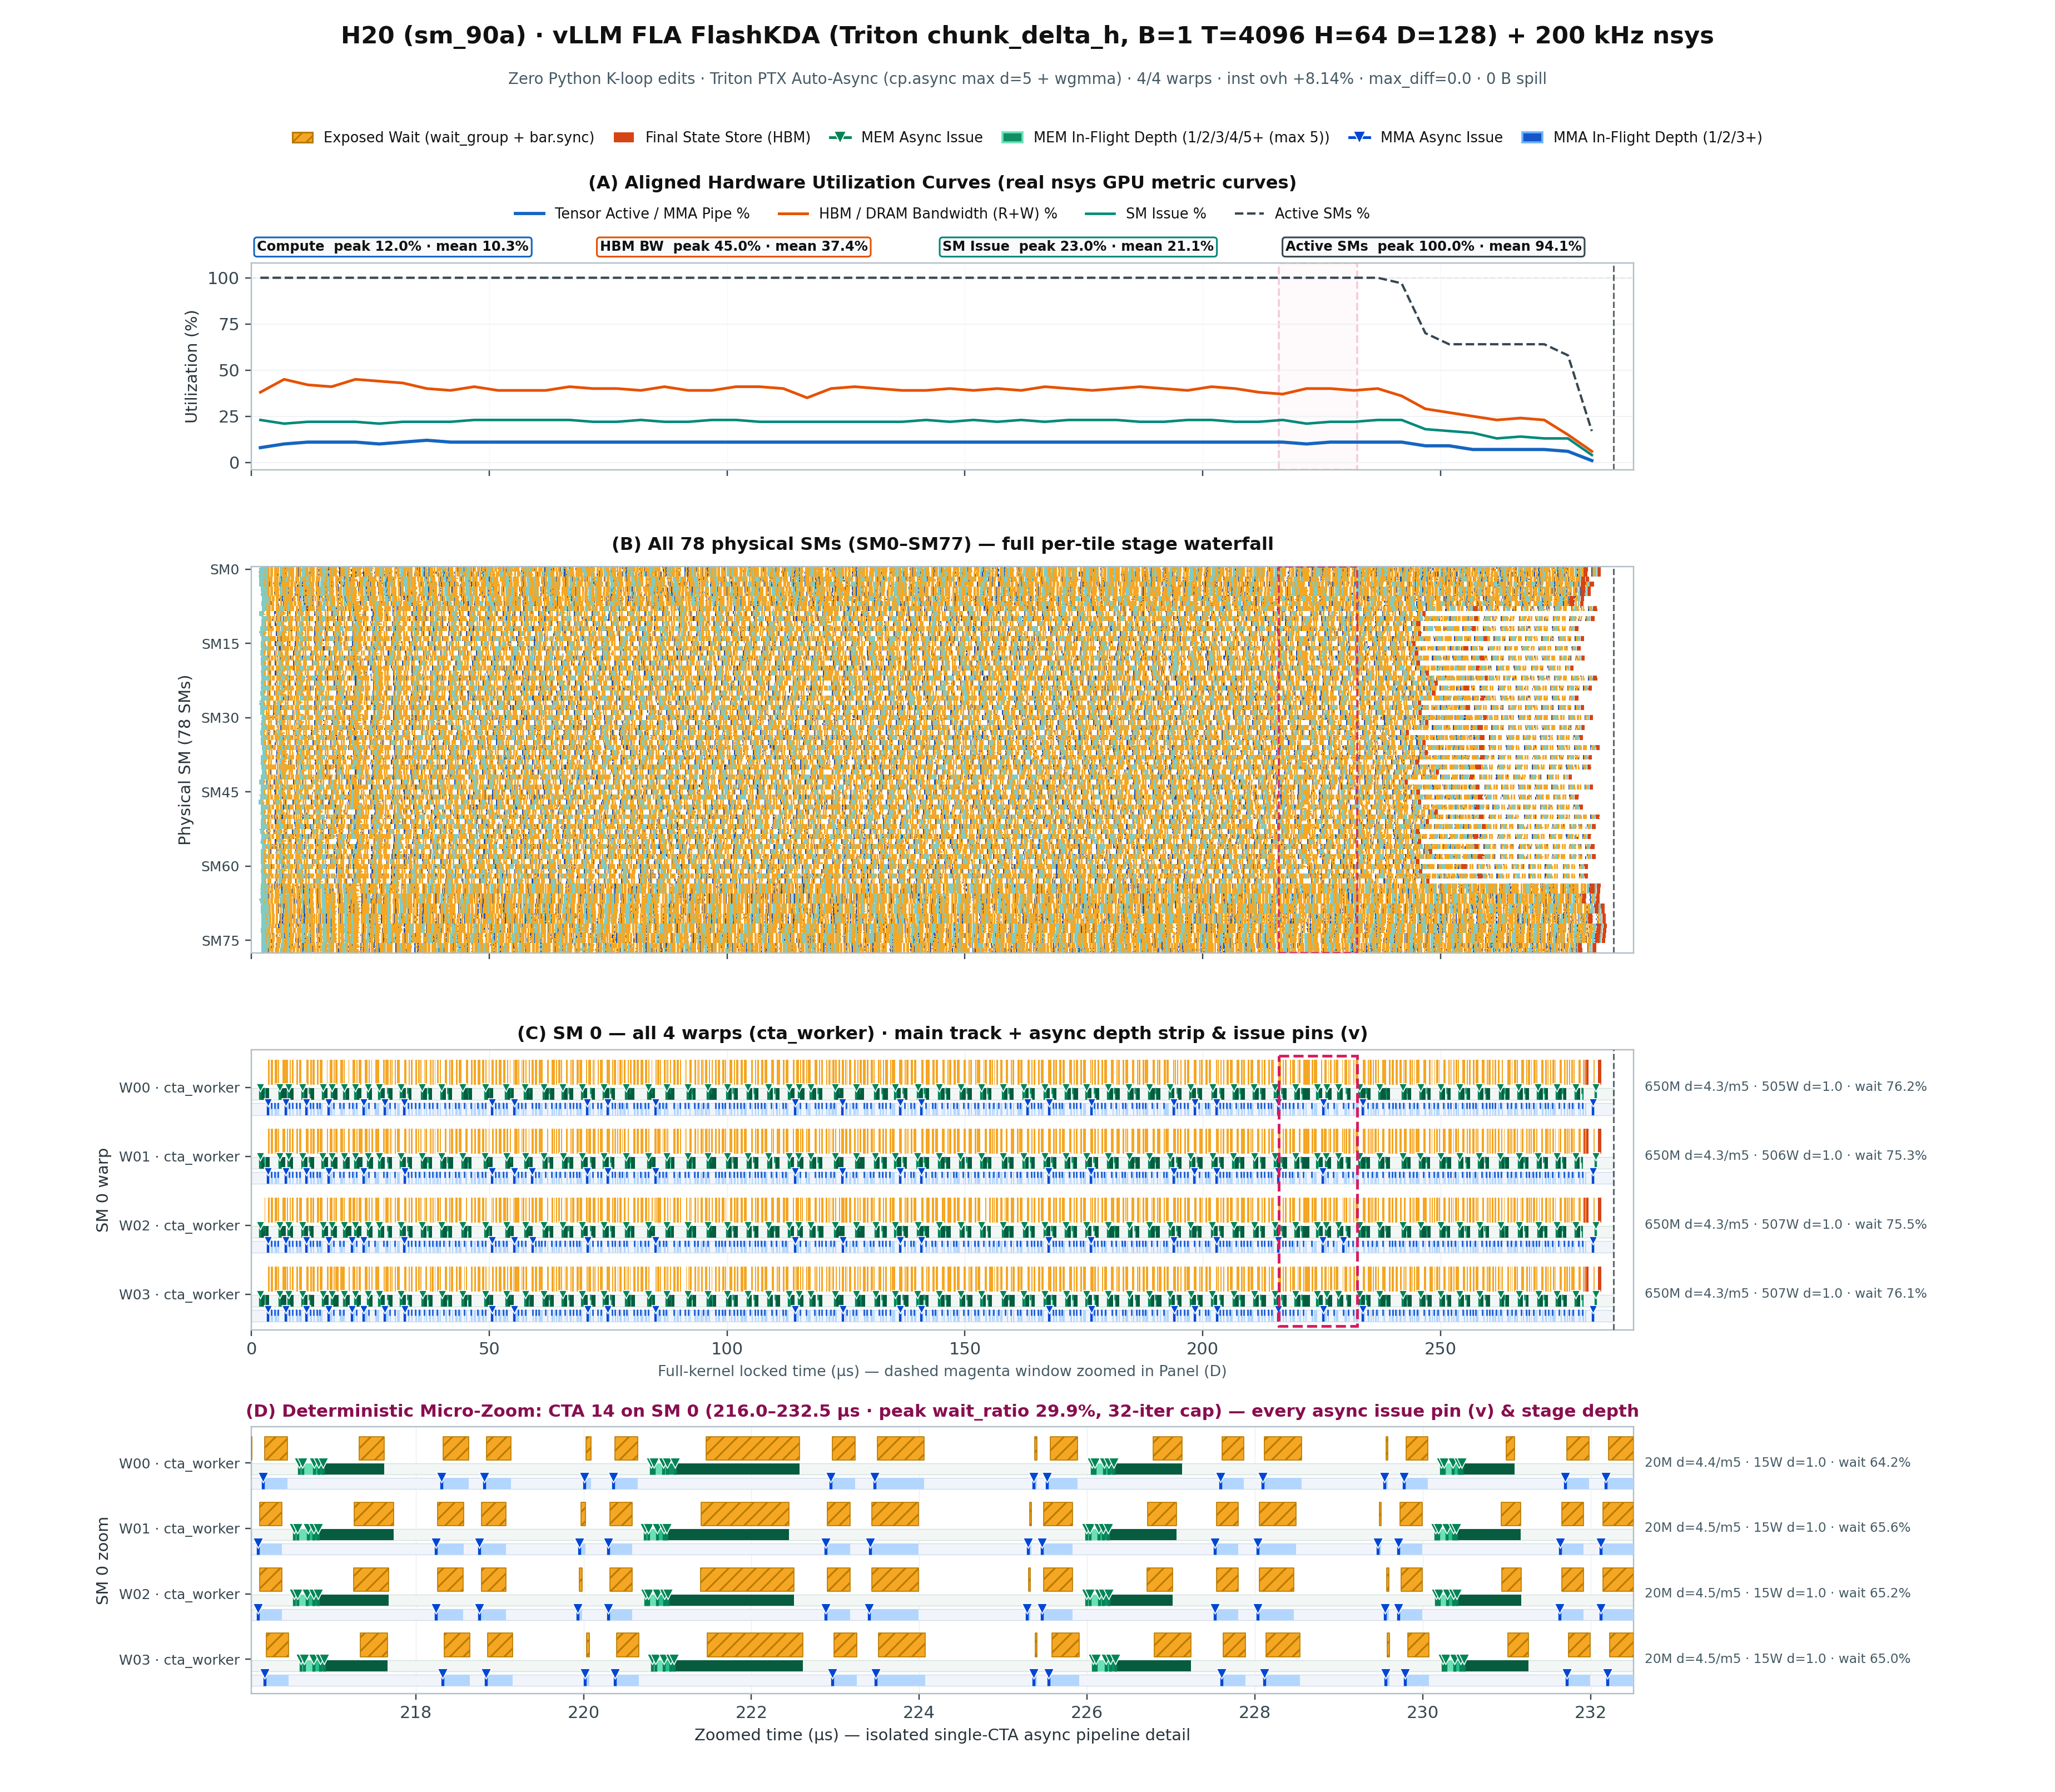 H20 (sm_90a) · vLLM FLA FlashKDA (Triton chunk_delta_h, B=1 T=4096 H=64 D=128) + 200 kHz nsys
Zero Python K-loop edits · Triton PTX Auto-Async (cp.async max d=5 + wgmma) · 4/4 warps · inst ovh +8.14% · max_diff=0.0 · 0 B spill
Exposed Wait (wait_group + bar.sync)
Final State Store (HBM)
MEM Async Issue
MEM In-Flight Depth (1/2/3/4/5+ (max 5))
MMA Async Issue
MMA In-Flight Depth (1/2/3+)
(A) Aligned Hardware Utilization Curves (real nsys GPU metric curves)
Tensor Active / MMA Pipe %
HBM / DRAM Bandwidth (R+W) %
SM Issue %
Active SMs %
Compute  peak 12.0% · mean 10.3%
HBM BW  peak 45.0% · mean 37.4%
SM Issue  peak 23.0% · mean 21.1%
Active SMs  peak 100.0% · mean 94.1%
Utilization (%)
100
75
50
25
0
(B) All 78 physical SMs (SM0–SM77) — full per-tile stage waterfall
Physical SM (78 SMs)
SM0
SM15
SM30
SM45
SM60
SM75
(C) SM 0 — all 4 warps (cta_worker) · main track + async depth strip & issue pins (v)
SM 0 warp
W00 · cta_worker
650M d=4.3/m5 · 505W d=1.0 · wait 76.2%
W01 · cta_worker
650M d=4.3/m5 · 506W d=1.0 · wait 75.3%
W02 · cta_worker
650M d=4.3/m5 · 507W d=1.0 · wait 75.5%
W03 · cta_worker
650M d=4.3/m5 · 507W d=1.0 · wait 76.1%
0 50 100 150 200 250
Full-kernel locked time (µs) — dashed magenta window zoomed in Panel (D)
(D) Deterministic Micro-Zoom: CTA 14 on SM 0 (216.0–232.5 µs · peak wait_ratio 29.9%, 32-iter cap) — every async issue pin (v) & stage depth
SM 0 zoom
W00 · cta_worker
20M d=4.4/m5 · 15W d=1.0 · wait 64.2%
W01 · cta_worker
20M d=4.5/m5 · 15W d=1.0 · wait 65.6%
W02 · cta_worker
20M d=4.5/m5 · 15W d=1.0 · wait 65.2%
W03 · cta_worker
20M d=4.5/m5 · 15W d=1.0 · wait 65.0%
218 220 222 224 226 228 230 232
Zoomed time (µs) — isolated single-CTA async pipeline detail